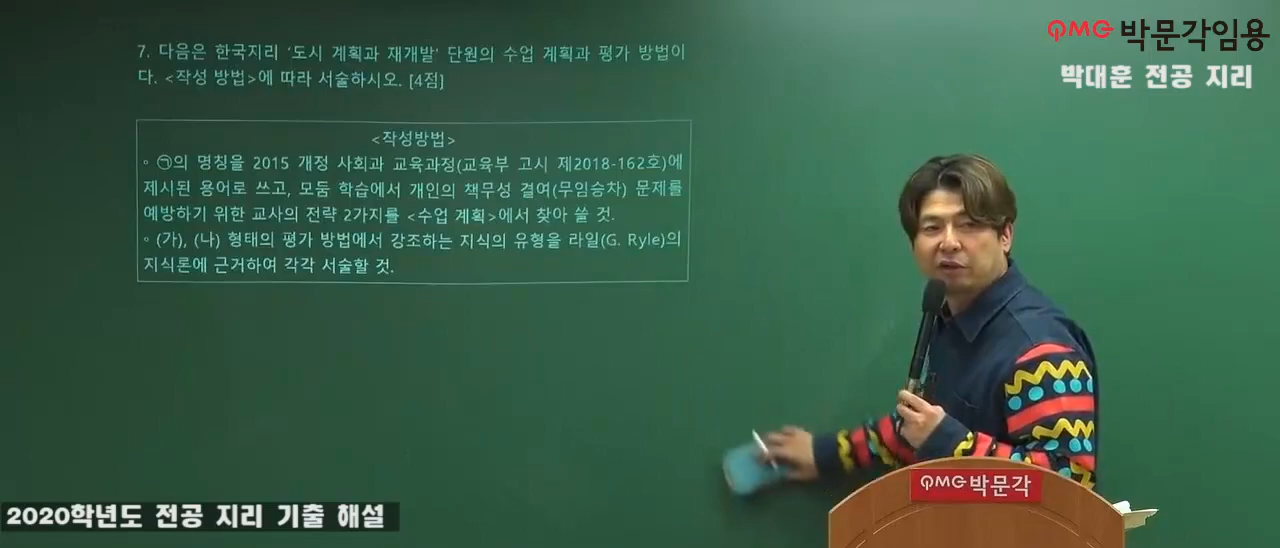 PMG 박문각임용
박대훈 전공 지리
7. 다음은 한국지리 '도시 계획과 재개발' 단원의 수업 계획과 평가 방법이
다. <작성 방법>에 따라 서술하시오. [4점]
<작성방법>
◦ ㉠의 명칭을 2015 개정 사회과 교육과정(교육부 고시 제2018-162호)에
제시된 용어로 쓰고, 모둠 학습에서 개인의 책무성 결여(무임승차) 문제를
예방하기 위한 교사의 전략 2가지를 <수업 계획>에서 찾아 쓸 것.
◦ (가), (나) 형태의 평가 방법에서 강조하는 지식의 유형을 라일(G. Ryle)의
지식론에 근거하여 각각 서술할 것.
PMG 박문각
2020학년도 전공 지리 기출 해설